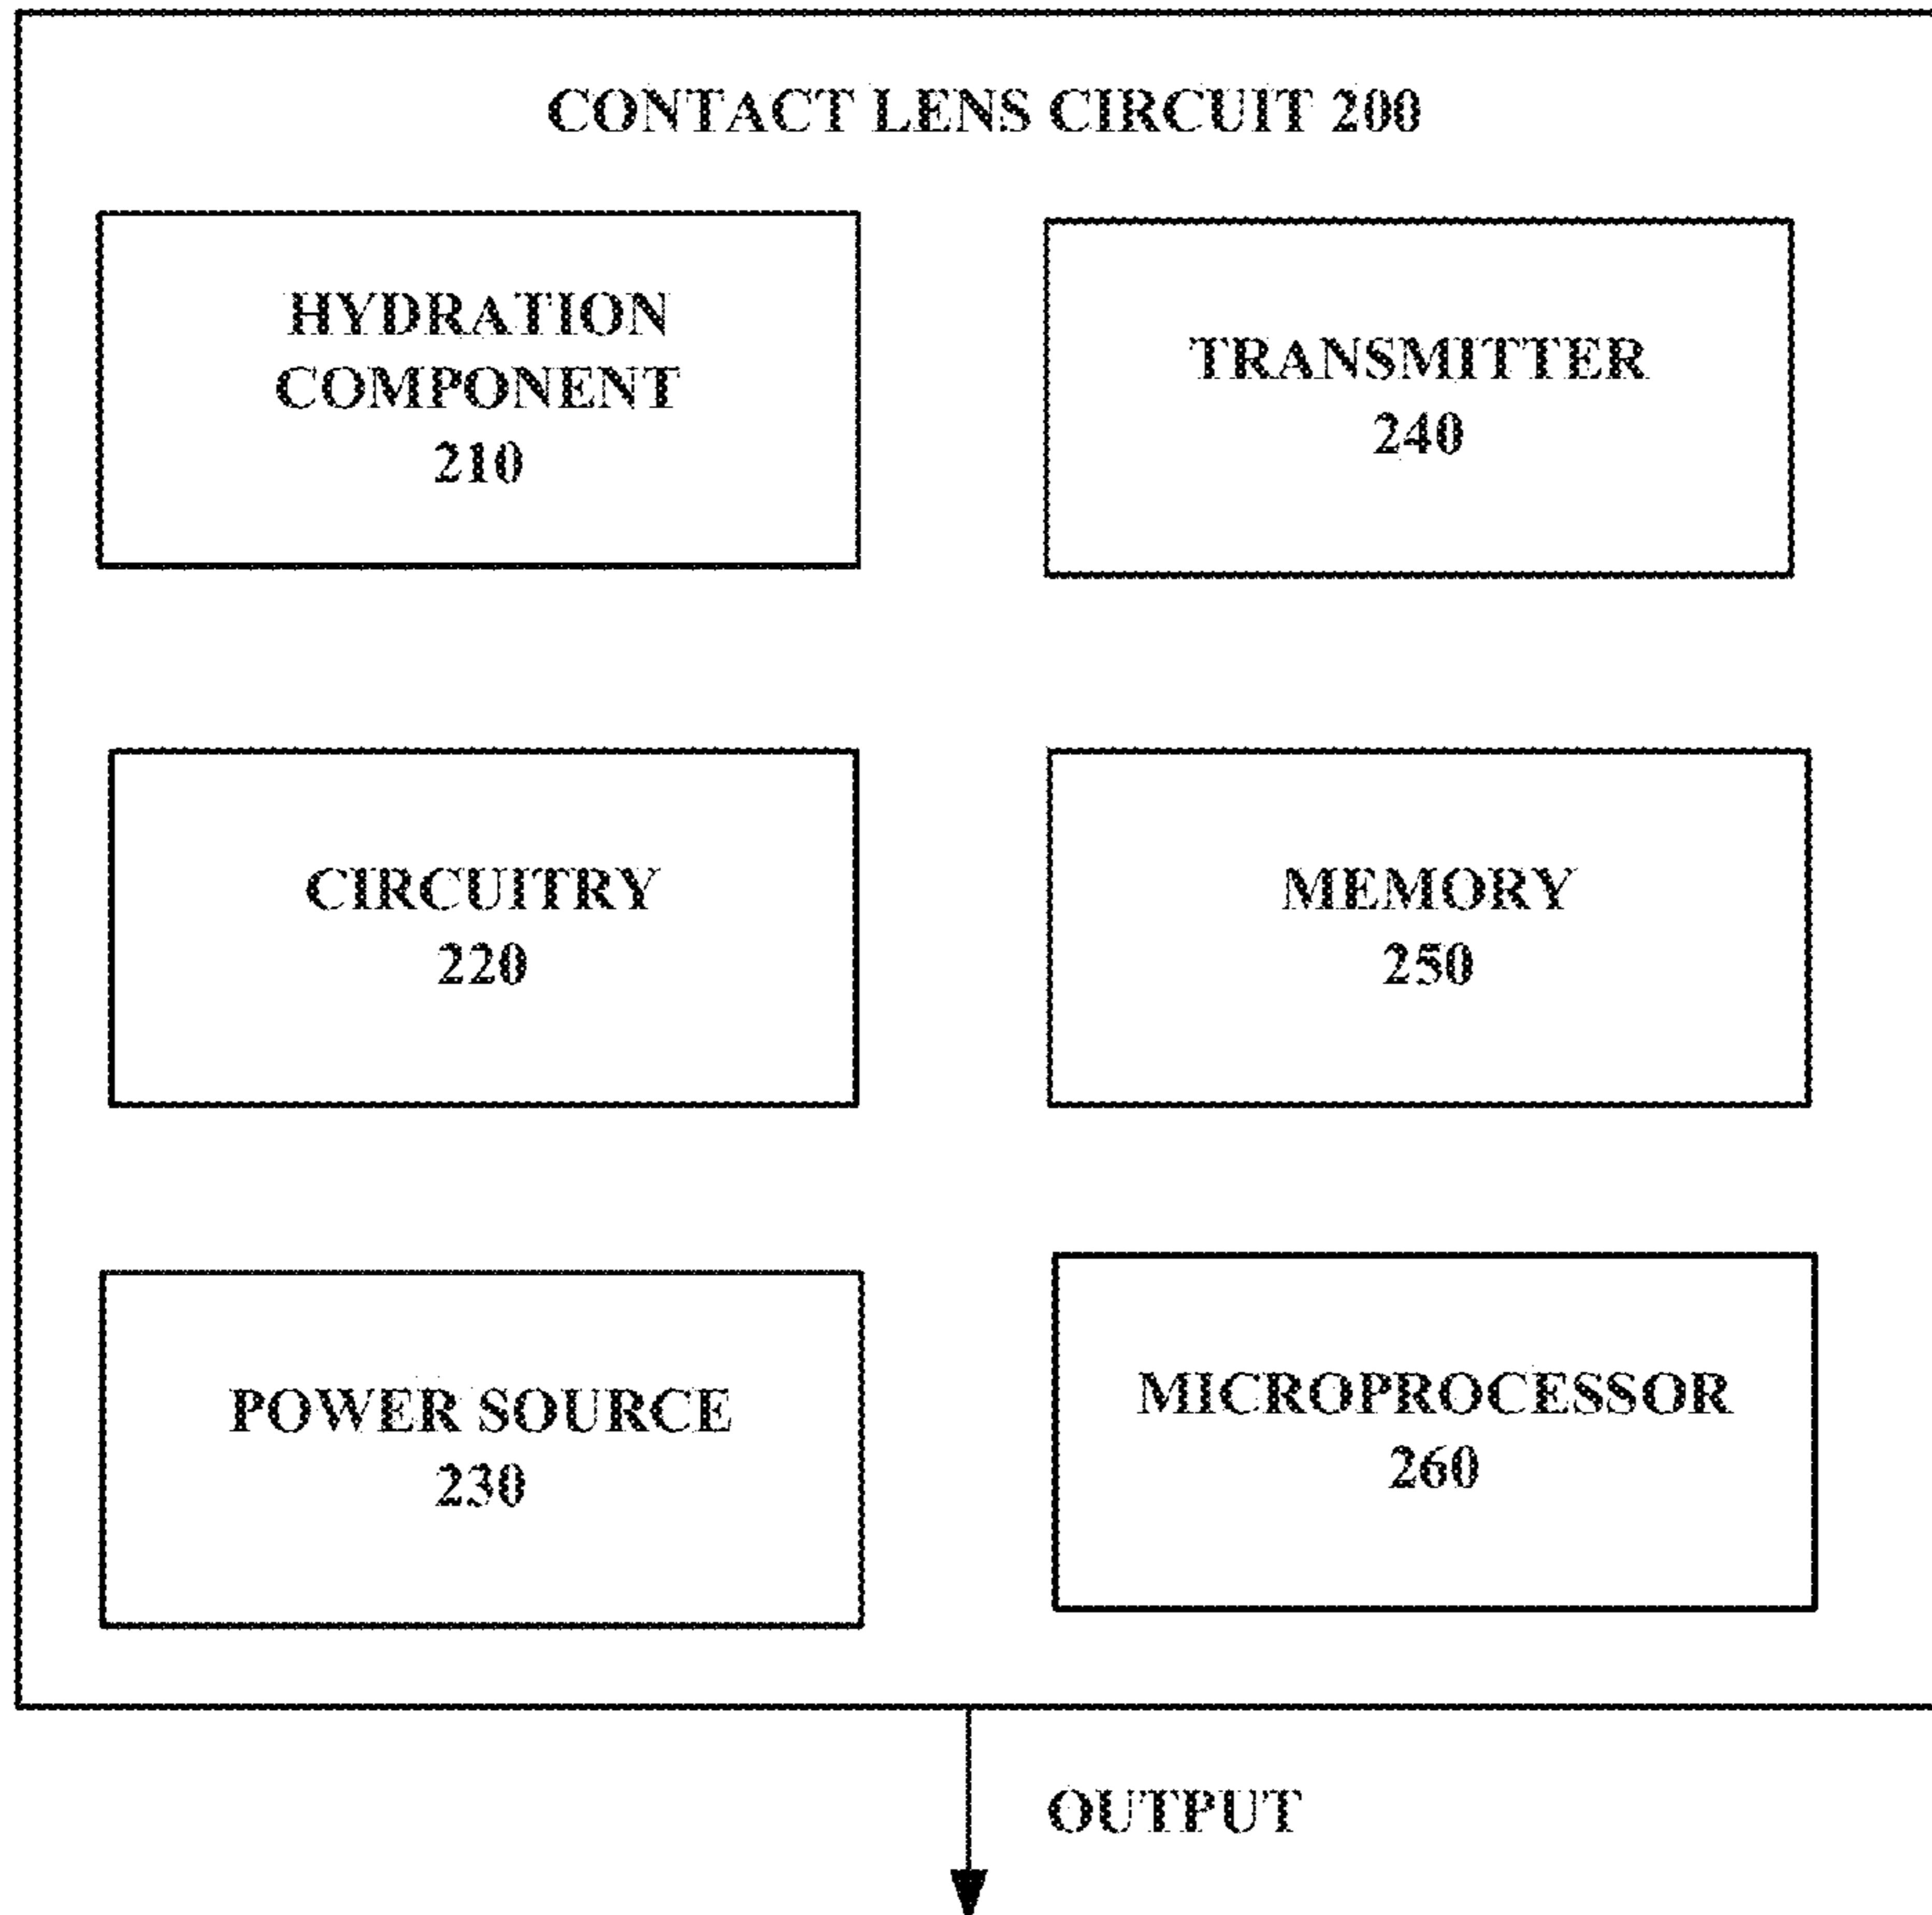 CONTACT LENS CIRCUIT 200
HYDRATION
COMPONENT
210
TRANSMITTER
240
CIRCUITRY
220
MEMORY
250
POWER SOURCE
230
MICROPROCESSOR
260
OUTPUT